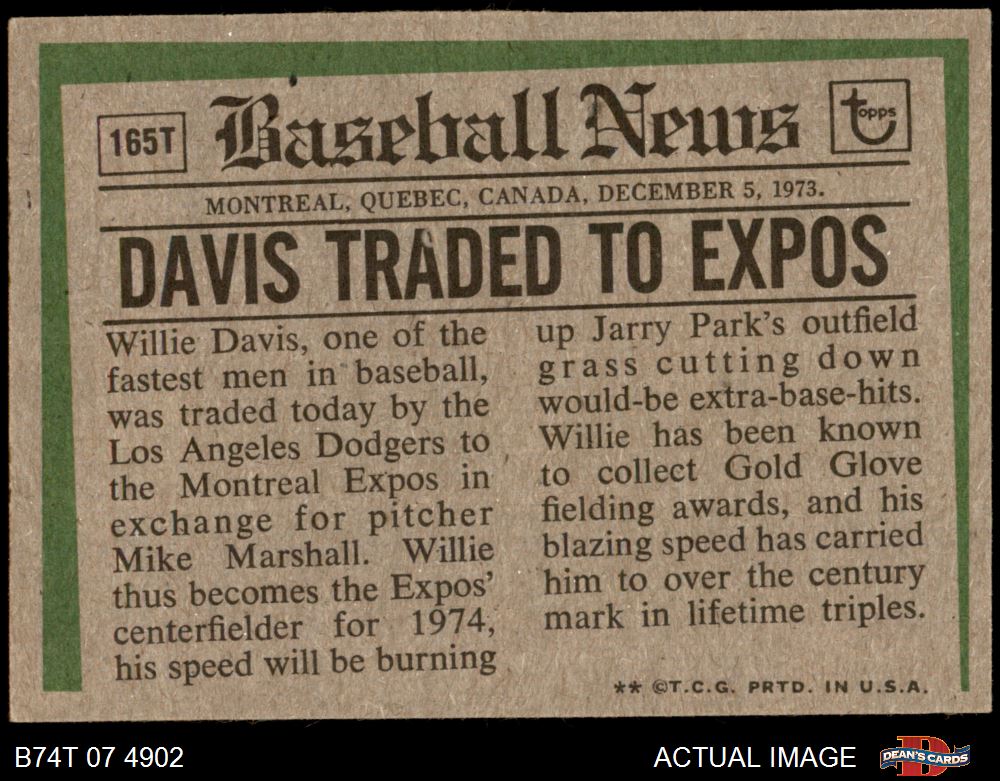 165T
Baseball News
topps
MONTREAL, QUEBEC, CANADA, DECEMBER 5, 1973.
DAVIS TRADED TO EXPOS
Willie Davis, one of the
fastest men in baseball,
was traded today by the
Los Angeles Dodgers to
the Montreal Expos in
exchange for pitcher
Mike Marshall. Willie
thus becomes the Expos'
centerfielder for 1974,
his speed will be burning
up Jarry Park's outfield
grass cutting down
would-be extra-base-hits.
Willie has been known
to collect Gold Glove
fielding awards, and his
blazing speed has carried
him to over the century
mark in lifetime triples.
** ©T.C.G. PRTD. IN U.S.A.
B74T 07 4902
ACTUAL IMAGE
DEAN'S CARDS